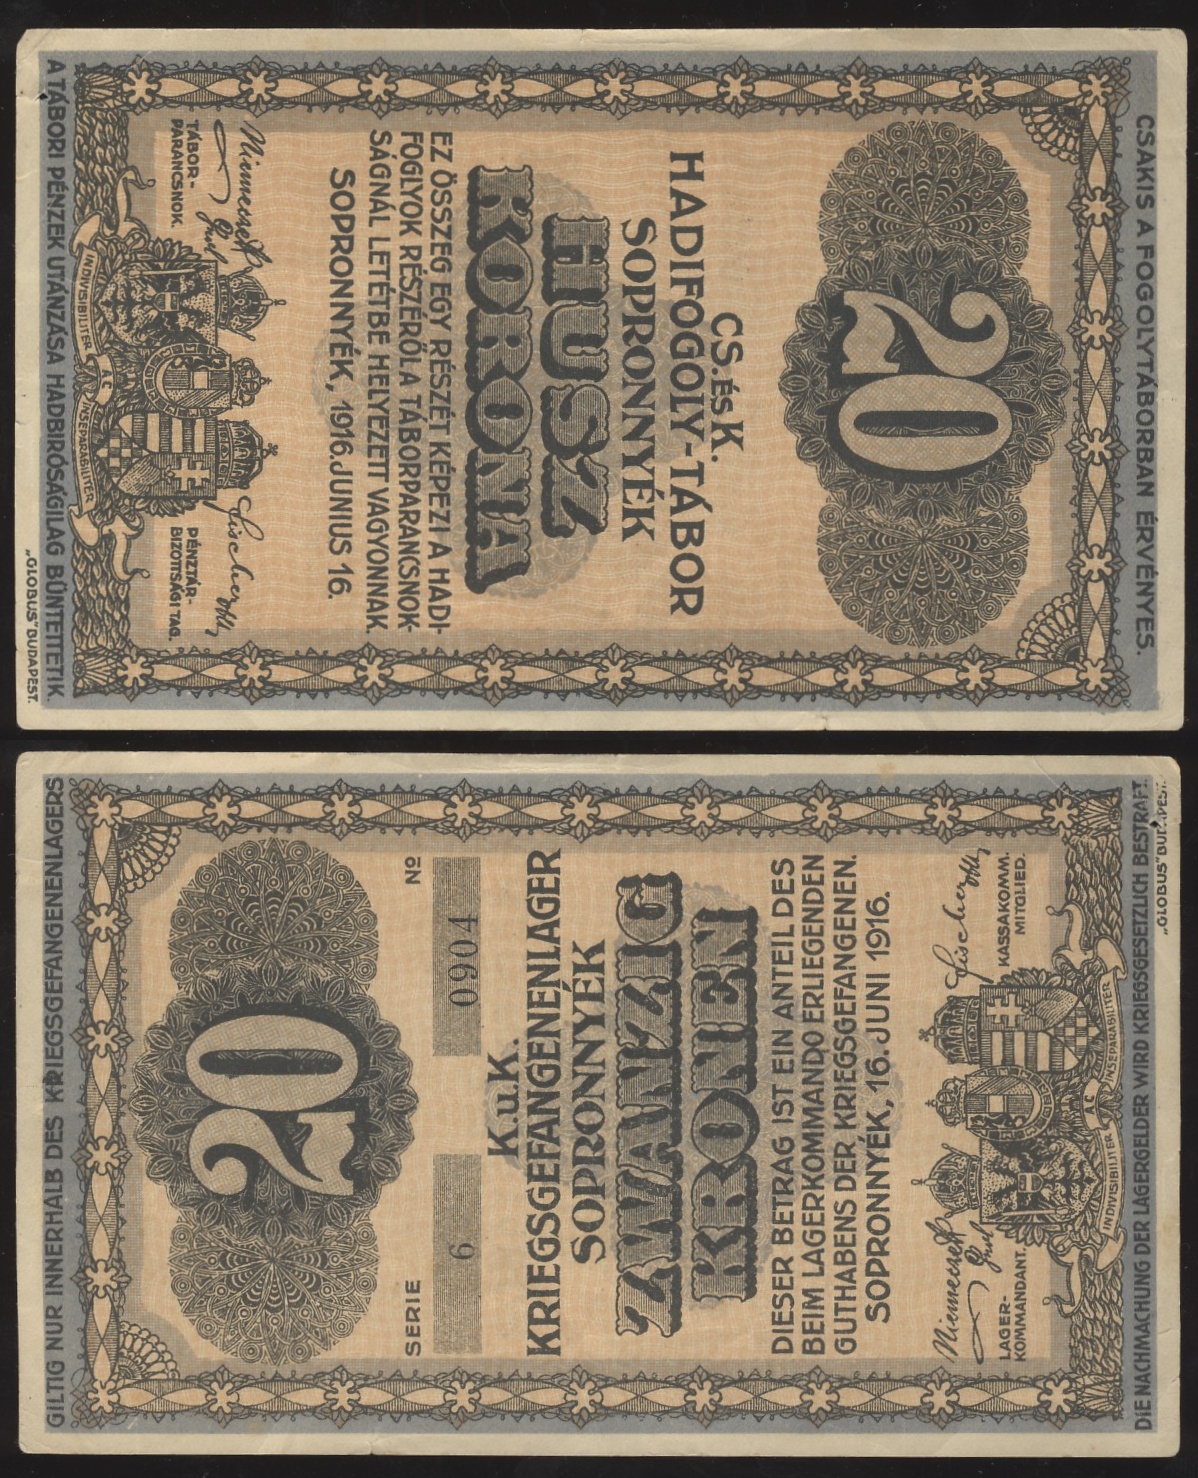 CSAKIS A FOGOLYTÁBORBAN ÉRVÉNYES.
20
CS. ÉS K.
HADIFOGOLY-TÁBOR
SOPRONNYÉK
HUSZ
KORONA
EZ ÖSSZEG EGY RÉSZÉT KÉPEZI A HADI-
FOGLYOK RÉSZÉRŐL A TÁBORPARANCSNOK-
SÁGNÁL LETÉTBE HELYEZETT VAGYONNAK.
SOPRONNYÉK, 1916. JUNIUS 16.
TÁBOR-
PARANCSNOK.
PÉNZTÁR-
BIZOTTSÁGI TAG.
INDIVISIBILITER AC INSEPARABILITER
A TÁBORI PÉNZEK UTÁNZÁSA HADBIRÓSÁGILAG BÜNTETTETIK
„GLOBUS" BUDAPEST.
GILTIG NUR INNERHALB DES KRIEGSGEFANGENENLAGERS
20
SERIE
Nº
6
0904
K.u.K.
KRIEGSGEFANGENENLAGER
SOPRONNYÉK
ZWANZIG
KRONEN
DIESER BETRAG IST EIN ANTEIL DES
BEIM LAGERKOMMANDO ERLIEGENDEN
GUTHABENS DER KRIEGSGEFANGENEN.
SOPRONNYÉK, 16. JUNI 1916.
LAGER-
KOMMANDANT.
KASSAKOMM.
MITGLIED.
INDIVISIBILITER AC INSEPARABILITER
DIE NACHMACHUNG DER LAGERGELDER WIRD KRIEGSGESETZLICH BESTRAFT.
„GLOBUS" BUDAPEST.